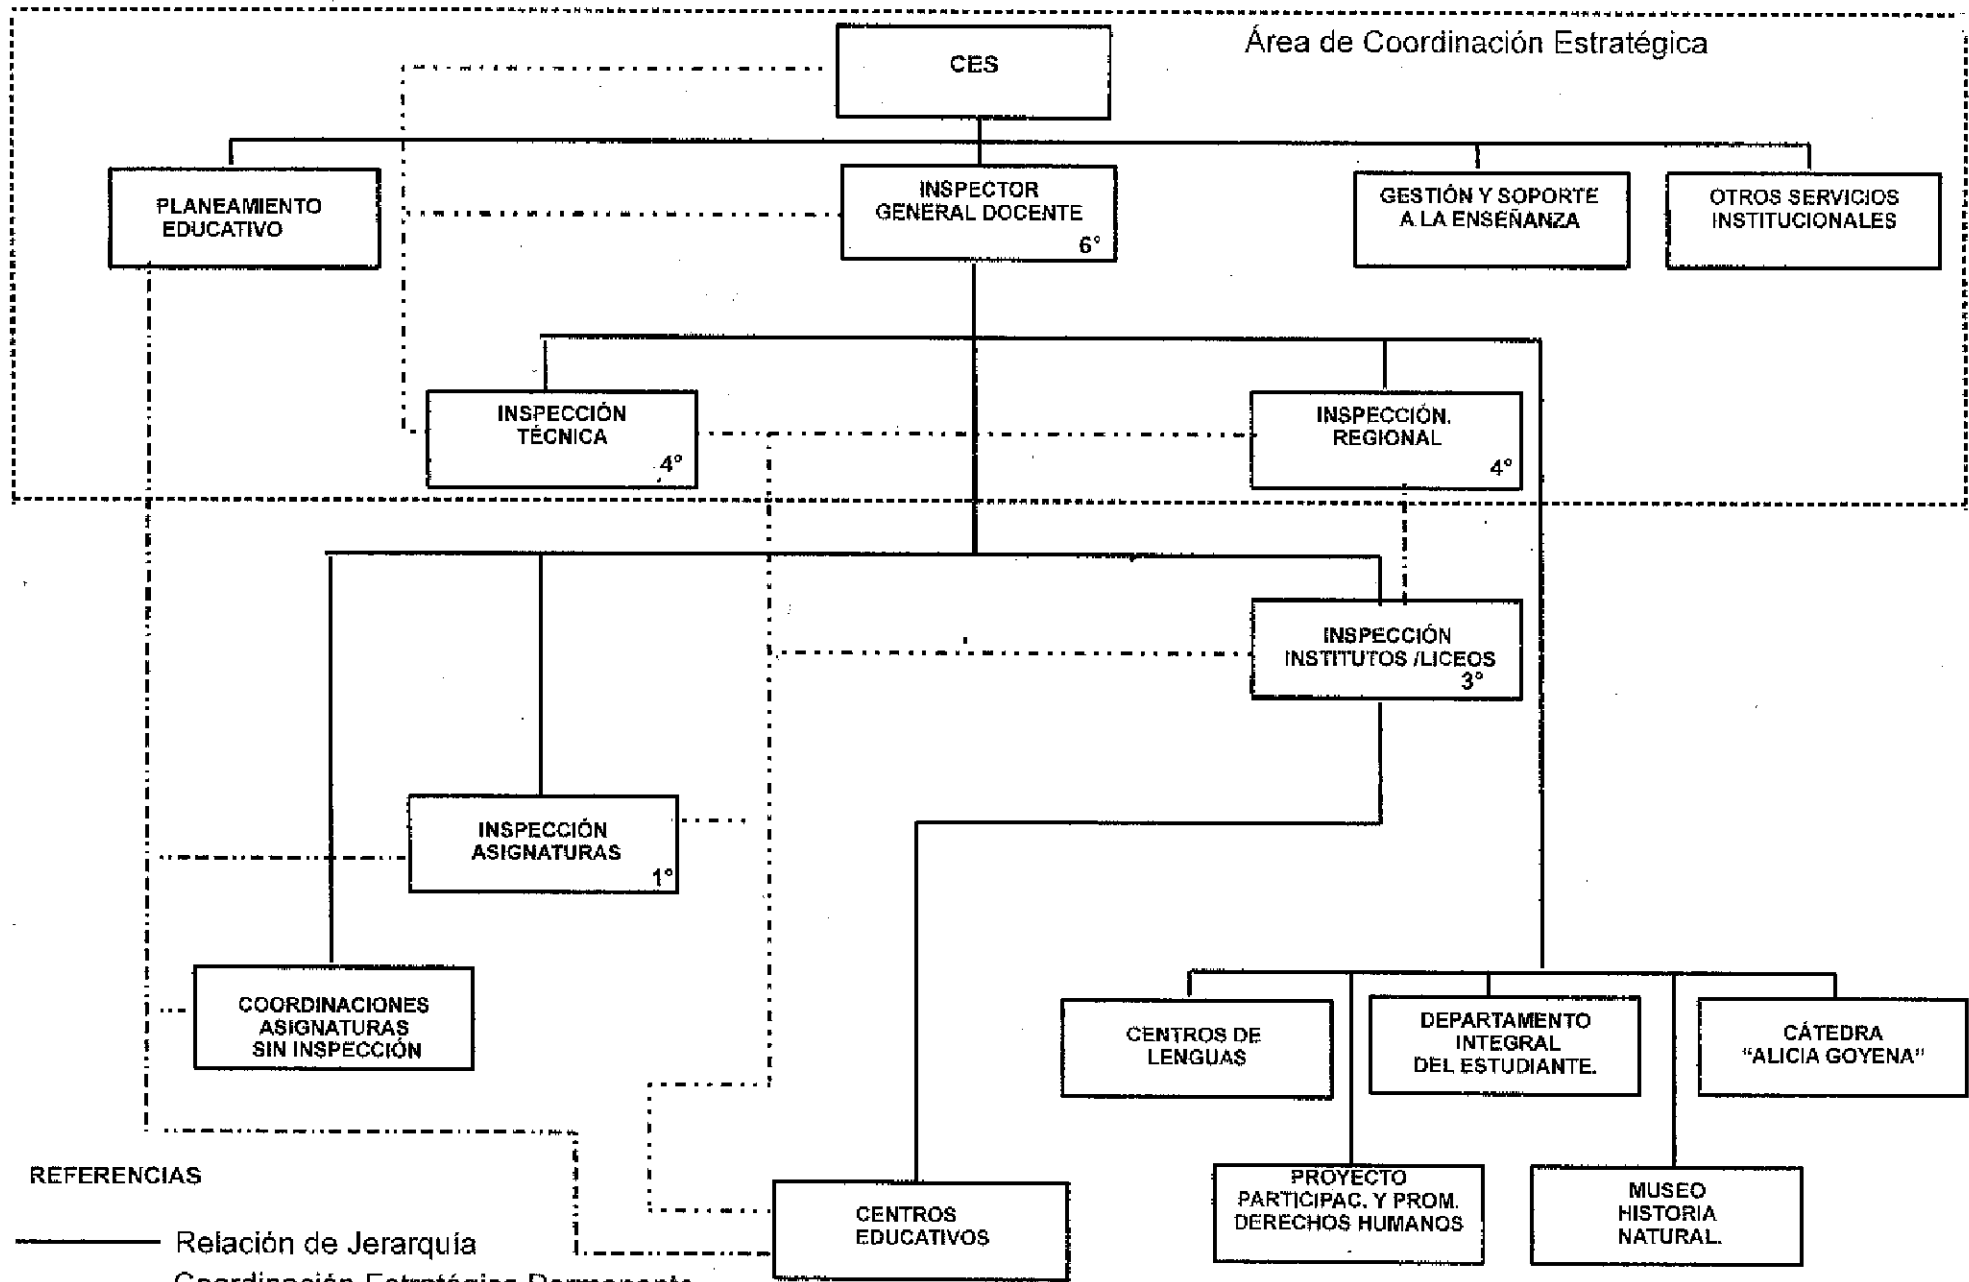 Área de Coordinación Estratégica
CES
PLANEAMIENTO
EDUCATIVO
INSPECTOR
GENERAL DOCENTE
6°
GESTIÓN Y SOPORTE
A LA ENSEÑANZA
OTROS SERVICIOS
INSTITUCIONALES
INSPECCIÓN
TÉCNICA
4°
INSPECCIÓN.
REGIONAL
4°
INSPECCIÓN
INSTITUTOS /LICEOS
3°
INSPECCIÓN
ASIGNATURAS
1°
COORDINACIONES
ASIGNATURAS
SIN INSPECCIÓN
CENTROS DE
LENGUAS
DEPARTAMENTO
INTEGRAL
DEL ESTUDIANTE.
CÁTEDRA
“ALICIA GOYENA”
PROYECTO
PARTICIPAC. Y PROM.
DERECHOS HUMANOS
MUSEO
HISTORIA
NATURAL.
CENTROS
EDUCATIVOS
REFERENCIAS
Relación de Jerarquía
Coordinación Estratégica Permanente